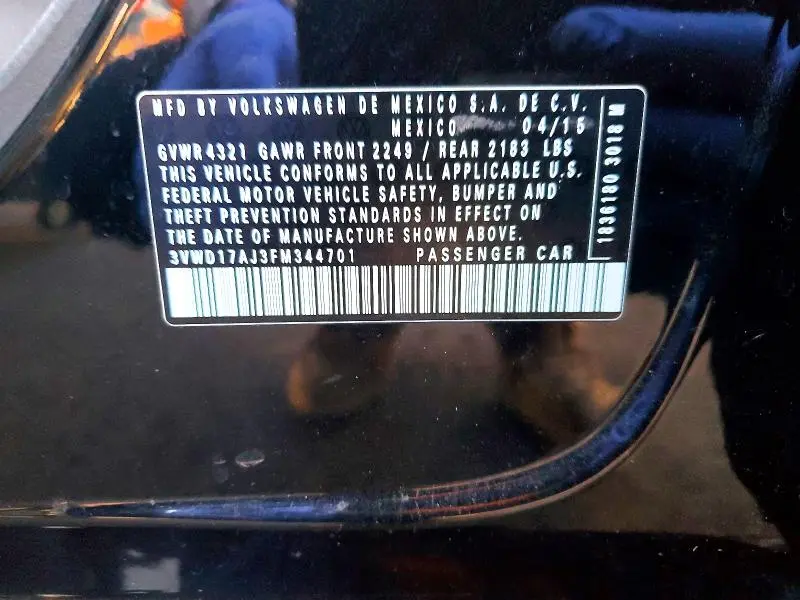 MFD BY VOLKSWAGEN DE MEXICO S.A. DE C.V.
MEXICO 04/15
GVWR 4321 GAWR FRONT 2249 / REAR 2183 LBS
THIS VEHICLE CONFORMS TO ALL APPLICABLE U.S.
FEDERAL MOTOR VEHICLE SAFETY, BUMPER AND
THEFT PREVENTION STANDARDS IN EFFECT ON
THE DATE OF MANUFACTURE SHOWN ABOVE.
3VWD17AJ3FM344701 PASSENGER CAR
1836180 3018 M